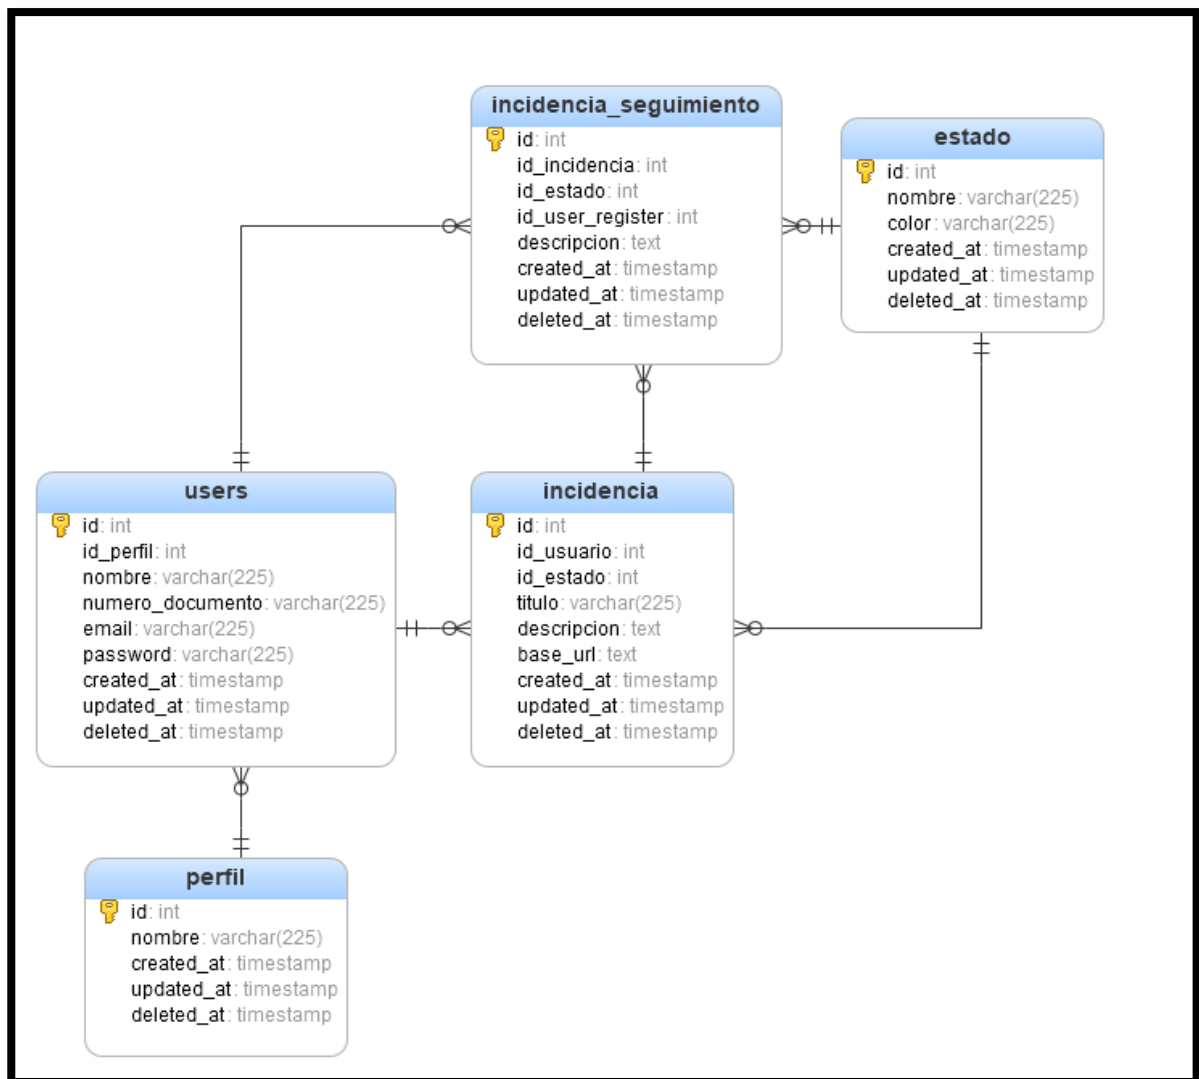 incidencia_seguimiento
id: int
id_incidencia: int
id_estado: int
id_user_register: int
descripcion: text
created_at: timestamp
updated_at: timestamp
deleted_at: timestamp
estado
id: int
nombre: varchar(225)
color: varchar(225)
created_at: timestamp
updated_at: timestamp
deleted_at: timestamp
users
id: int
id_perfil: int
nombre: varchar(225)
numero_documento: varchar(225)
email: varchar(225)
password: varchar(225)
created_at: timestamp
updated_at: timestamp
deleted_at: timestamp
incidencia
id: int
id_usuario: int
id_estado: int
titulo: varchar(225)
descripcion: text
base_url: text
created_at: timestamp
updated_at: timestamp
deleted_at: timestamp
perfil
id: int
nombre: varchar(225)
created_at: timestamp
updated_at: timestamp
deleted_at: timestamp